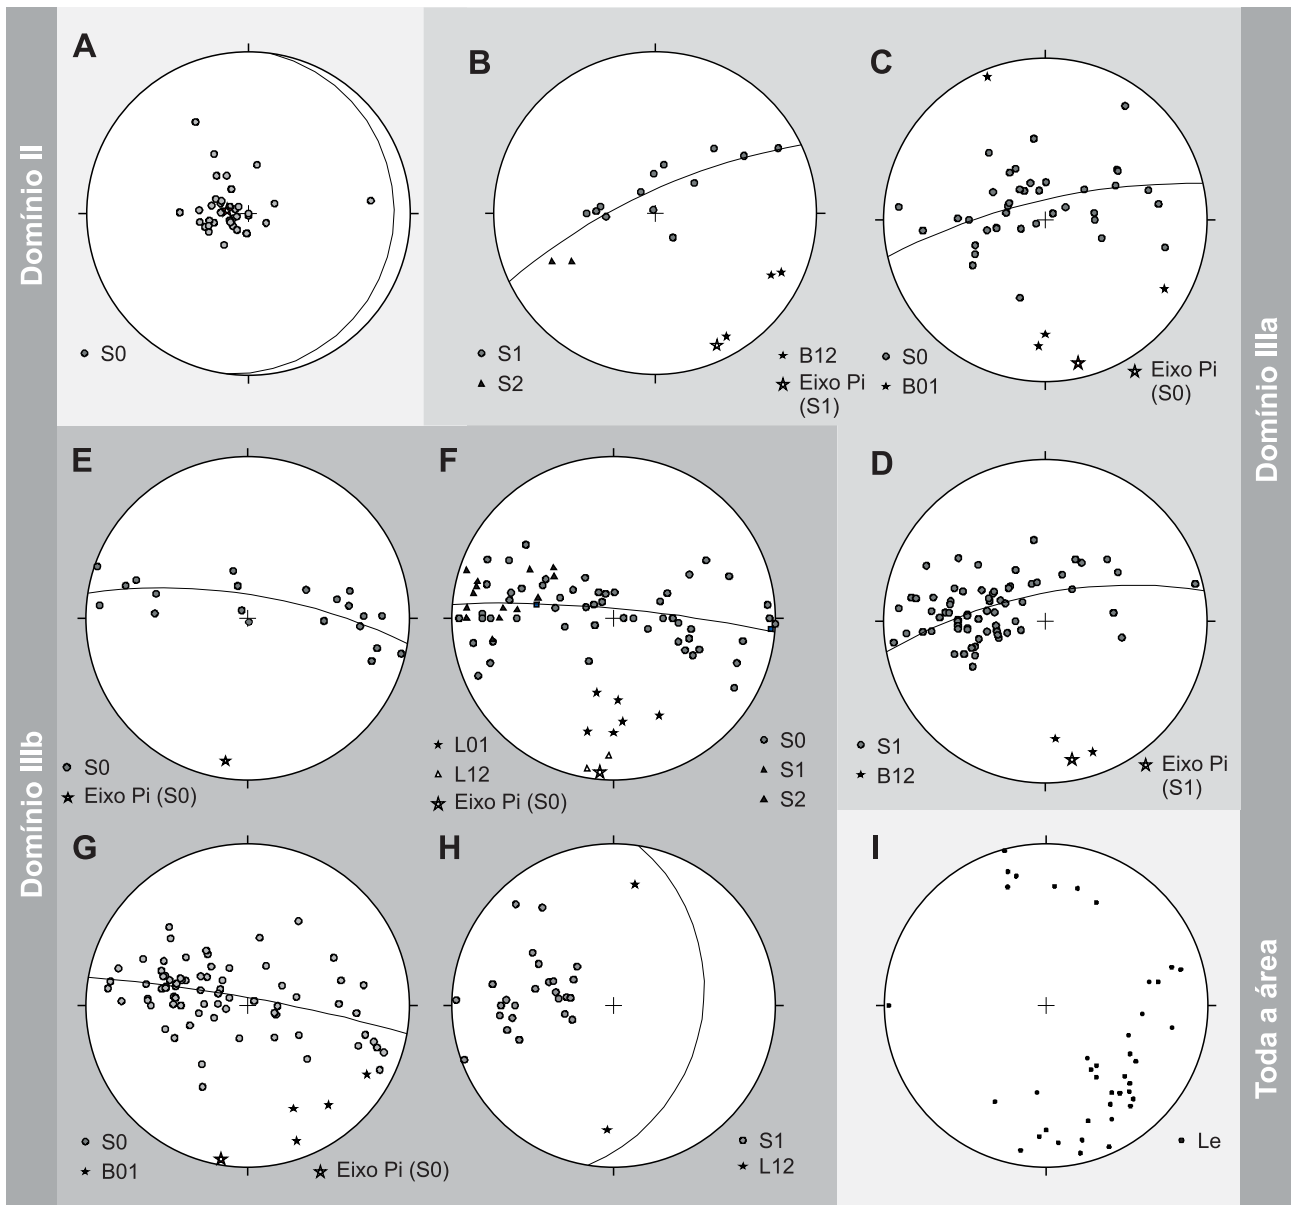 Domínio II
A
S0
B
S1
S2
B12
Eixo Pi
(S1)
C
S0
B01
Eixo Pi
(S0)
Domínio IIIa
E
S0
Eixo Pi (S0)
F
L01
L12
Eixo Pi (S0)
S0
S1
S2
D
S1
B12
Eixo Pi
(S1)
Domínio IIIb
G
S0
B01
Eixo Pi (S0)
H
S1
L12
I
Le
Toda a área